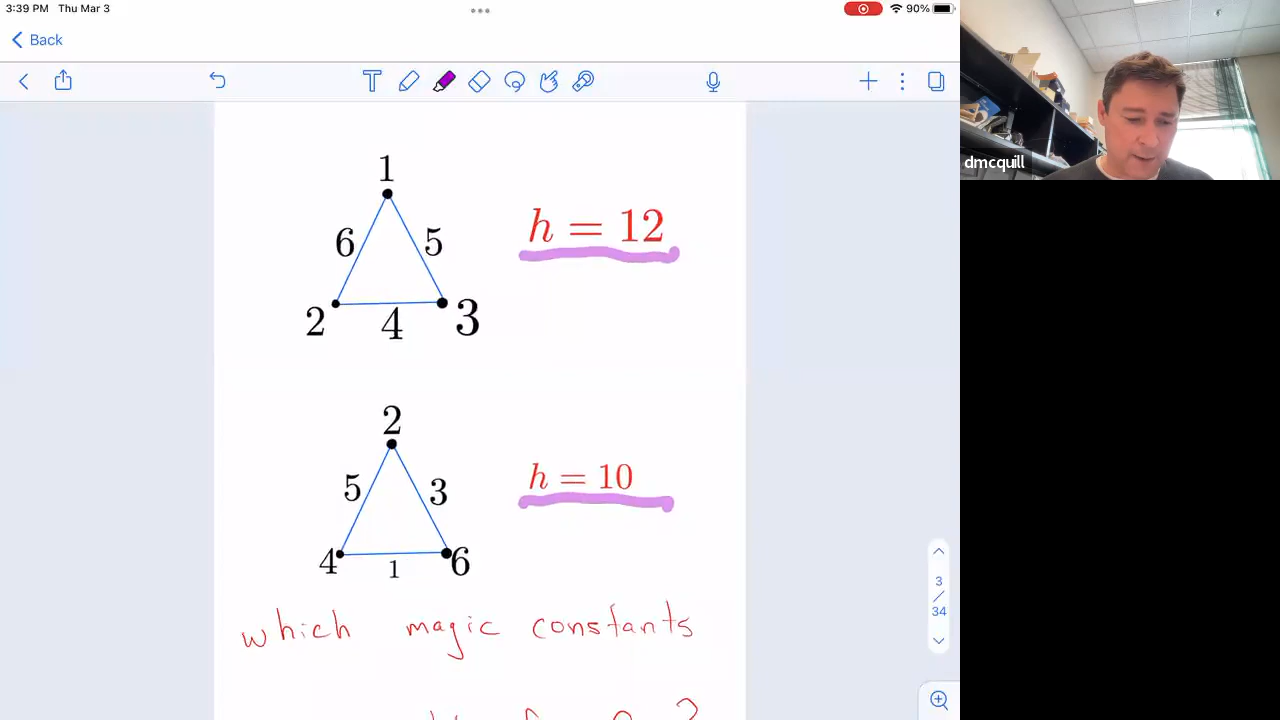 3:39 PM Thu Mar 3
90%
Back
T
dmcquill
1
6 5
h = 12
2 4 3
2
5 3
h = 10
4 1 6
which magic constants
?
3
/
34